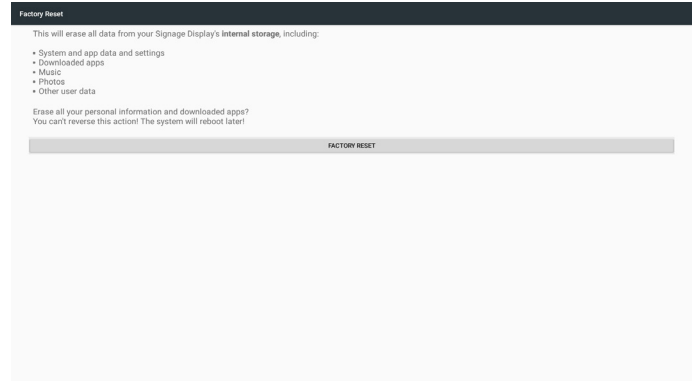 Factory Reset
This will erase all data from your Signage Display's internal storage, including:
• System and app data and settings
• Downloaded apps
• Music
• Photos
• Other user data
Erase all your personal information and downloaded apps?
You can't reverse this action! The system will reboot later!
FACTORY RESET